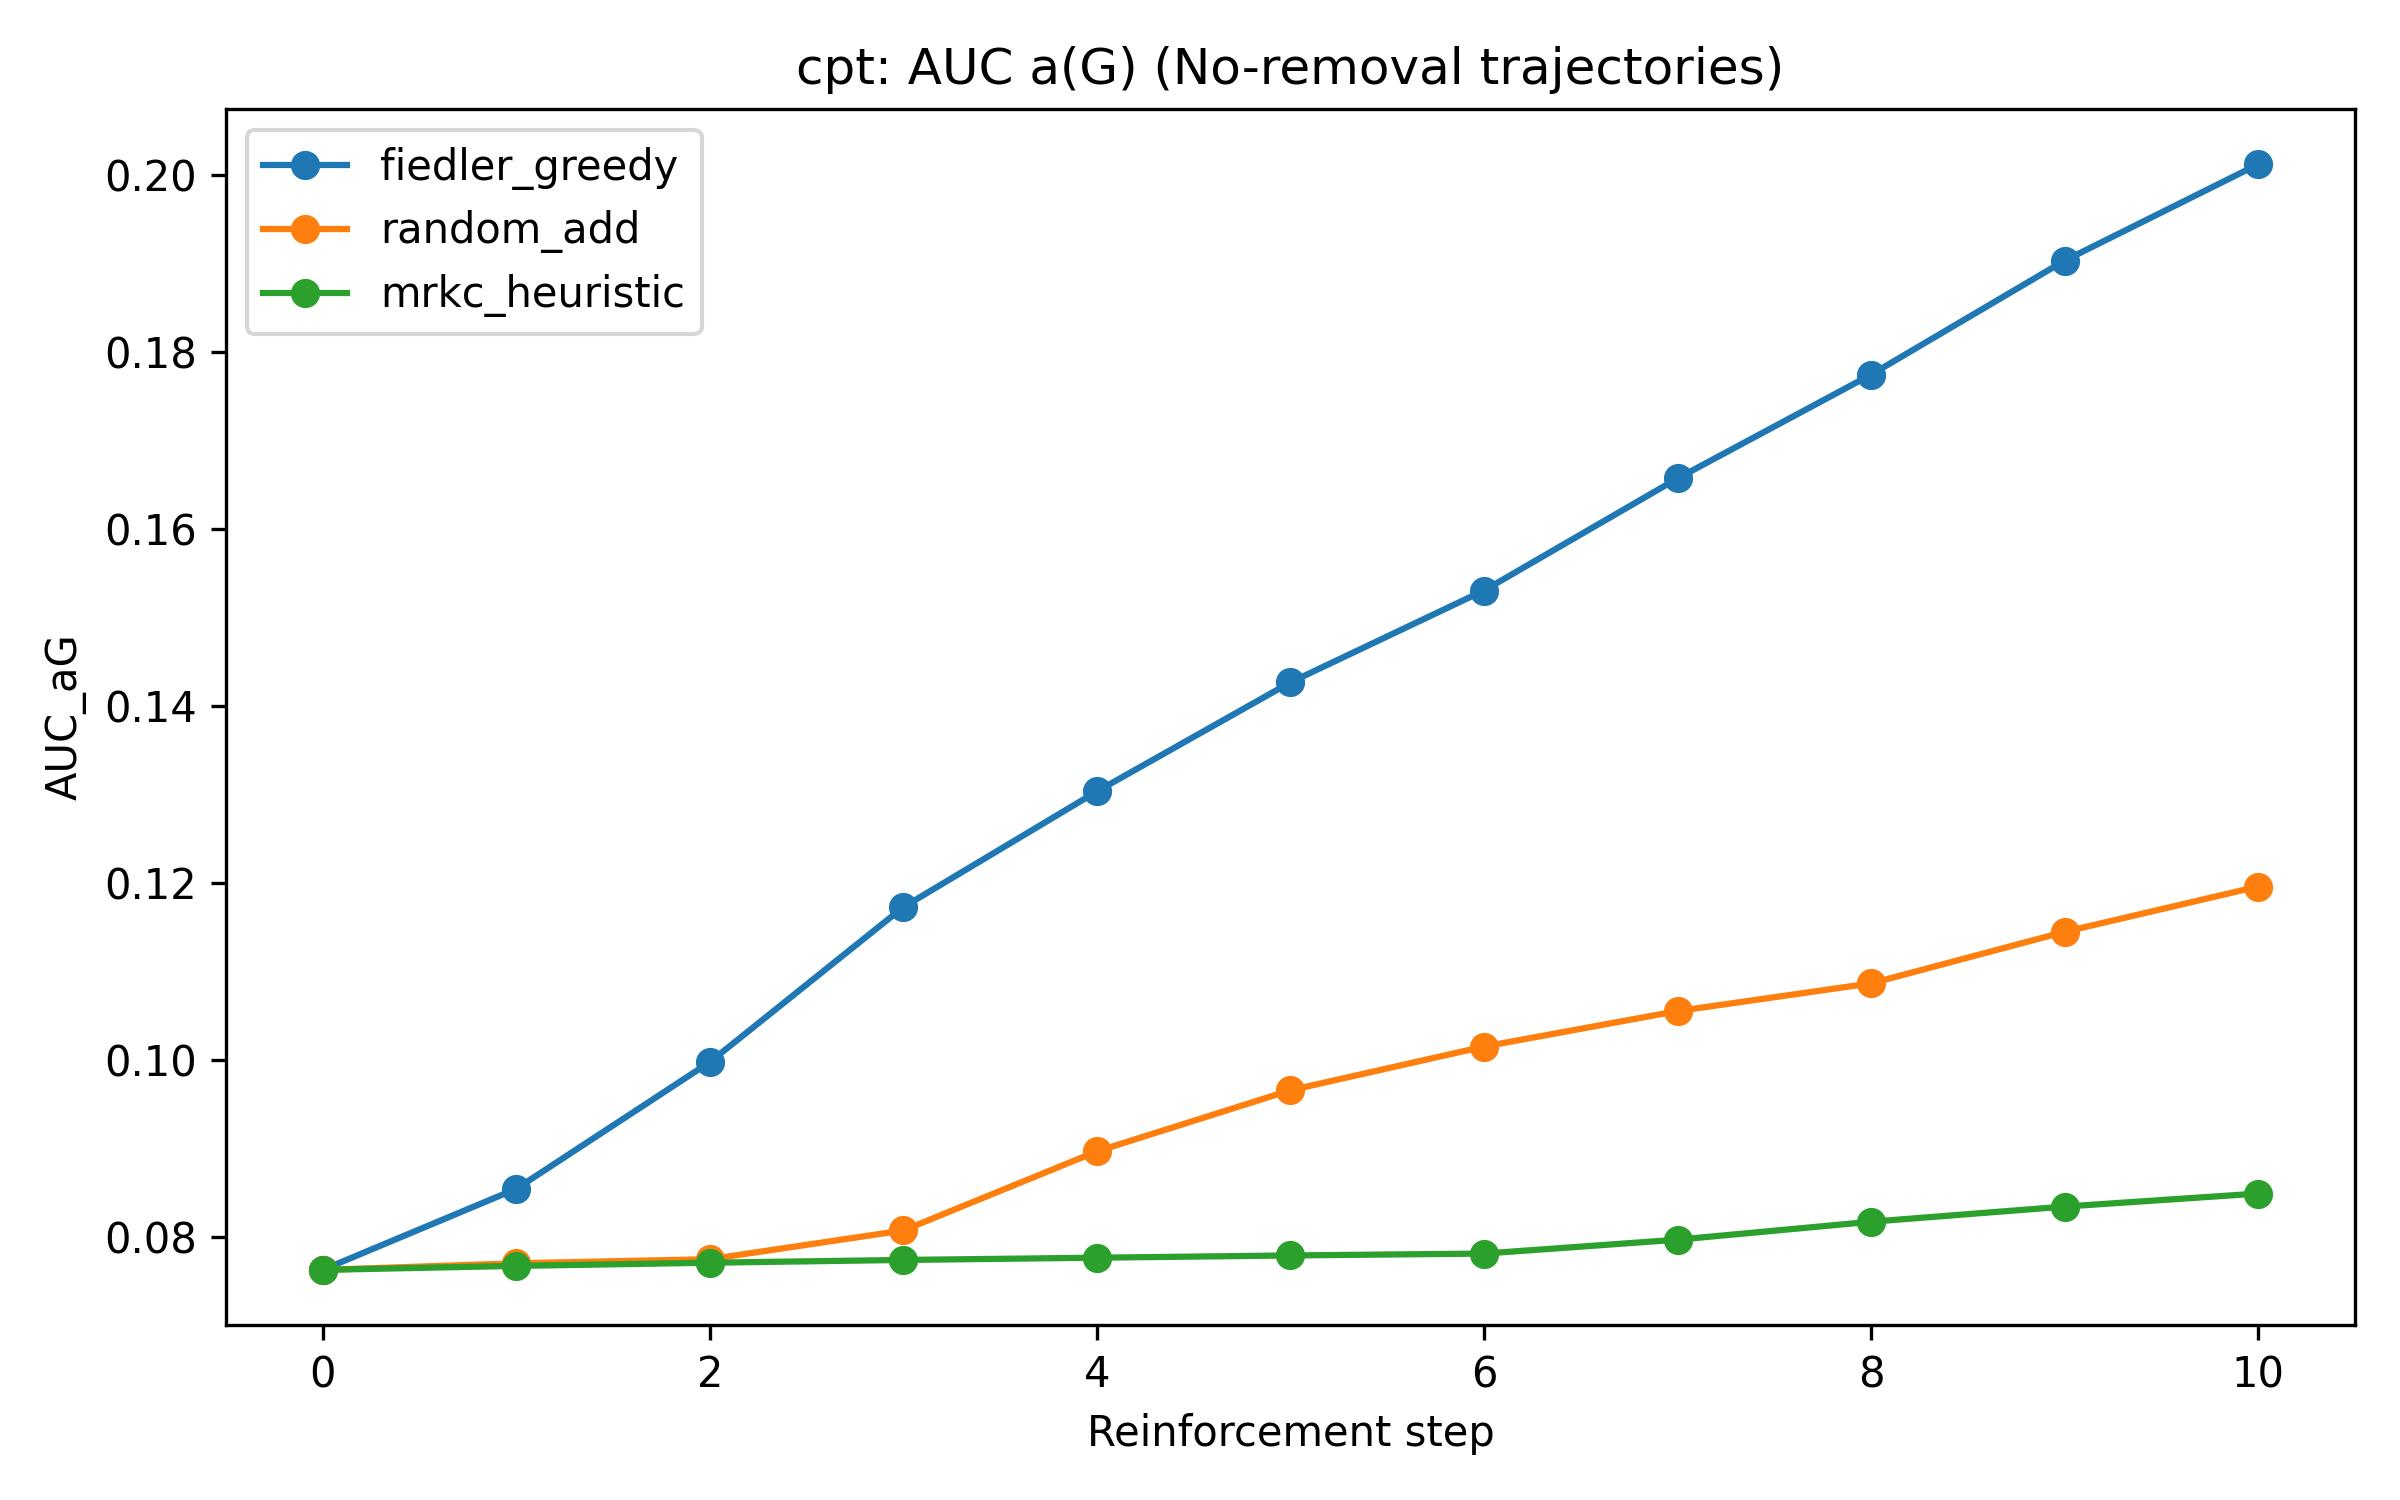 cpt: AUC a(G) (No-removal trajectories)
fiedler_greedy
random_add
mrkc_heuristic
0.20
0.18
0.16
0.14
0.12
0.10
0.08
AUC_aG
0 2 4 6 8 10
Reinforcement step